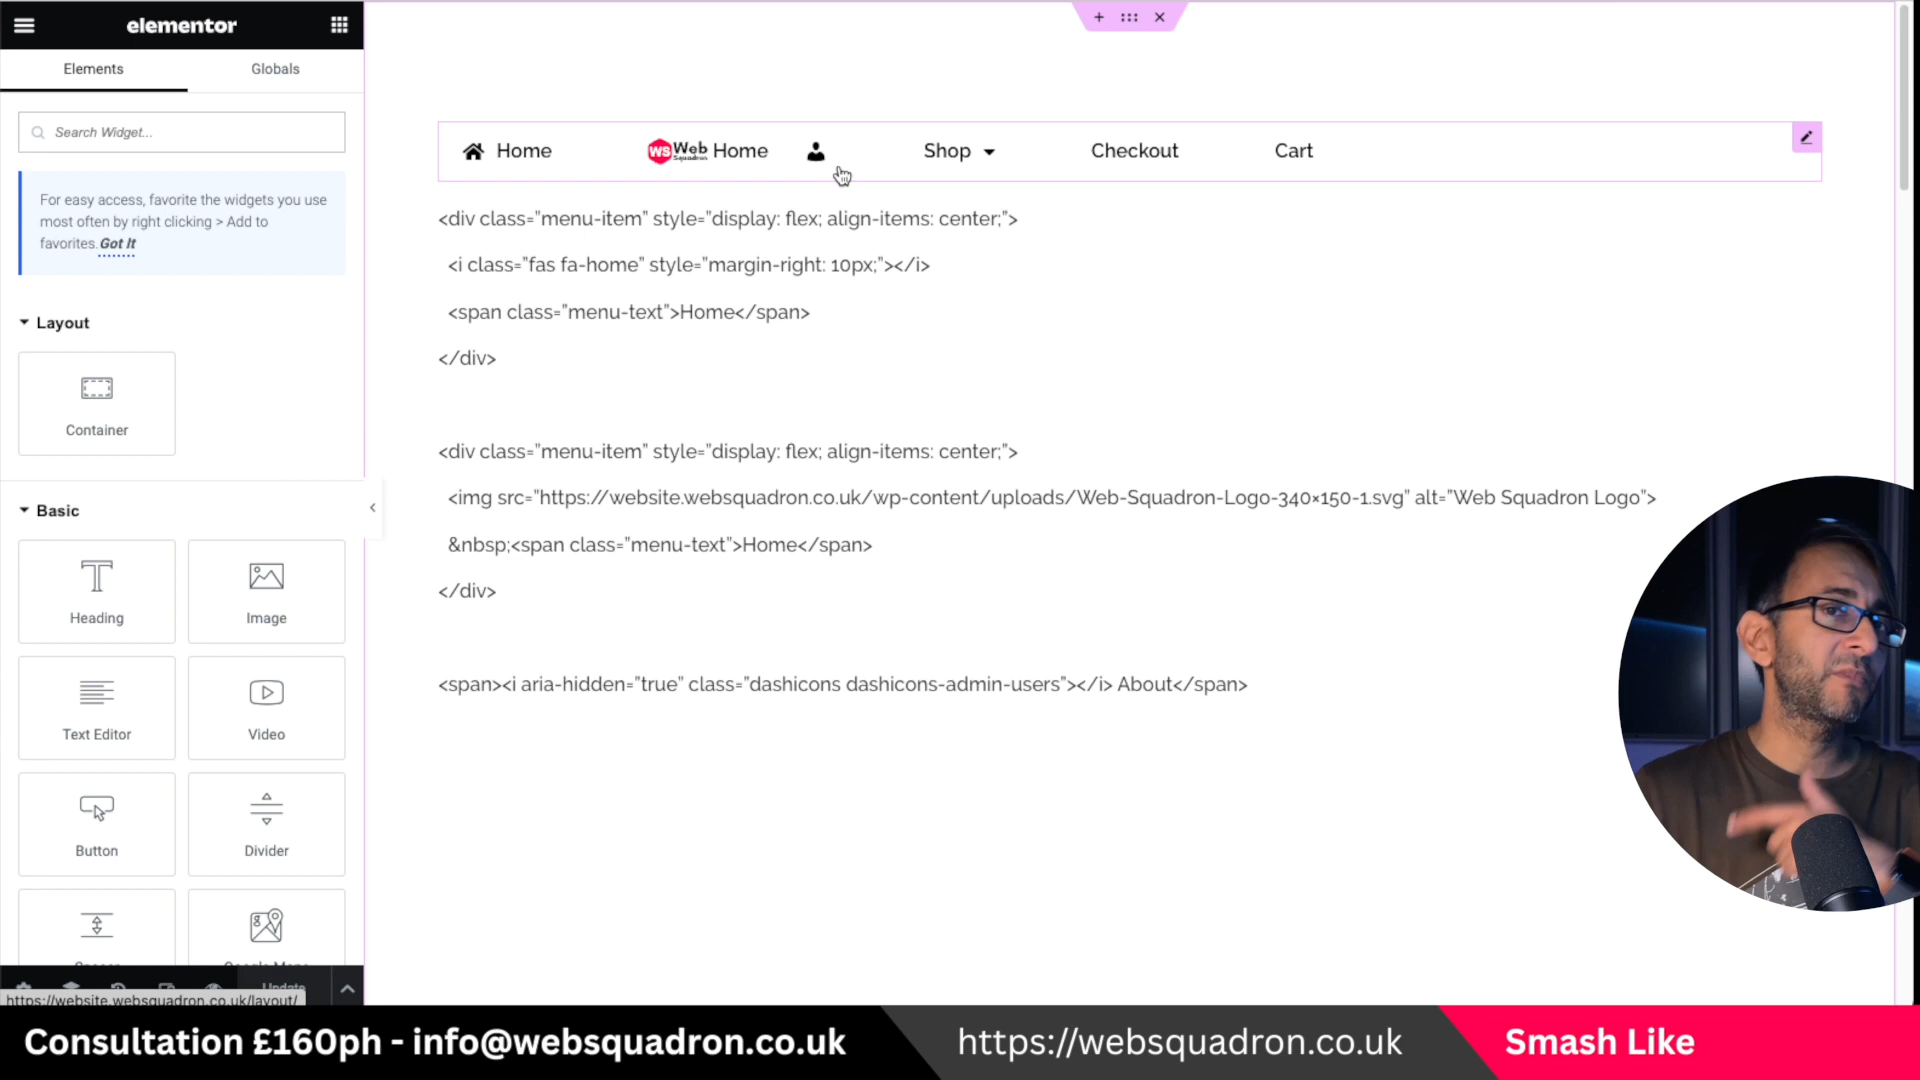 elementor
Elements
Globals
Search Widget...
For easy access, favorite the widgets you use
most often by right clicking > Add to
favorites. Got It
Layout
Container
Basic
Heading
Image
Text Editor
Video
Button
Divider
Update
https://website.websquadron.co.uk/layout/
Home
WS Web Squadron Home
Shop
Checkout
Cart
<div class=”menu-item” style=”display: flex; align-items: center;”>
<i class=”fas fa-home” style=”margin-right: 10px;”></i>
<span class=”menu-text”>Home</span>
</div>
<div class=”menu-item” style=”display: flex; align-items: center;”>
<img src=”https://website.websquadron.co.uk/wp-content/uploads/Web-Squadron-Logo-340×150-1.svg” alt=”Web Squadron Logo”>
&nbsp;<span class=”menu-text”>Home</span>
</div>
<span><i aria-hidden=”true” class=”dashicons dashicons-admin-users”></i> About</span>
Consultation £160ph - info@websquadron.co.uk
https://websquadron.co.uk
Smash Like